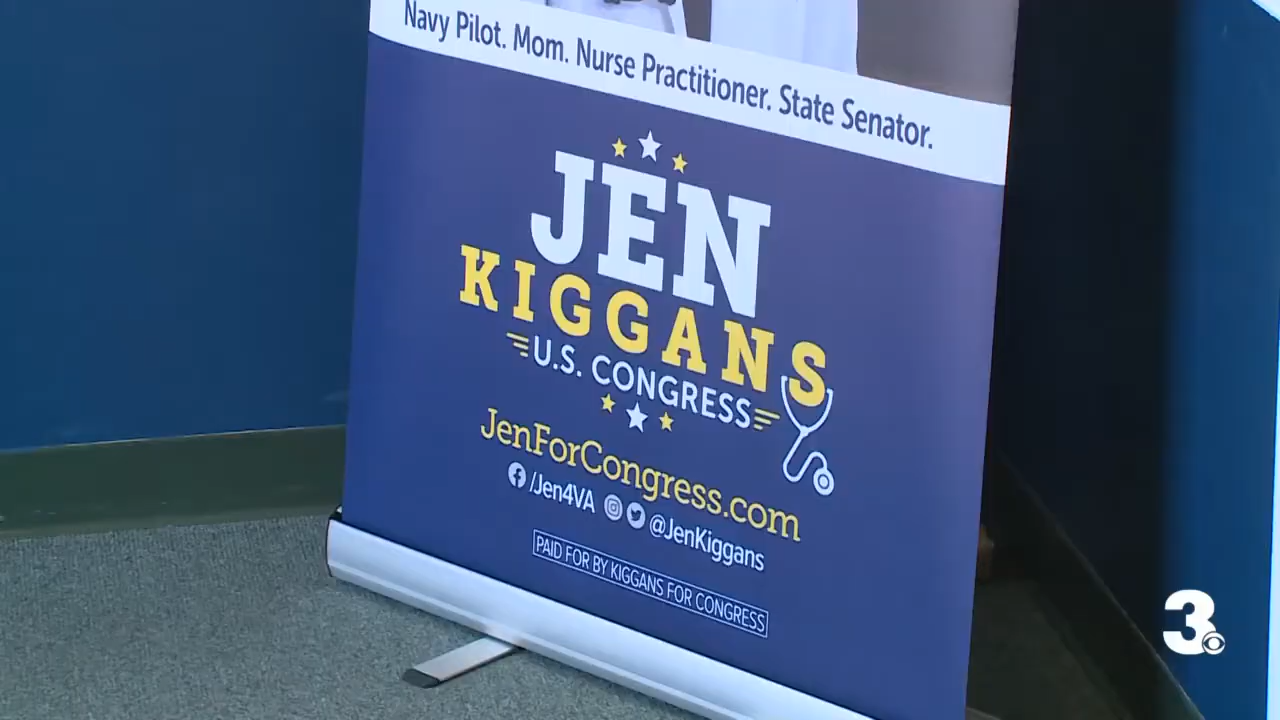 Navy Pilot. Mom. Nurse Practitioner. State Senator.
JEN
KIGGANS
U.S. CONGRESS
JenForCongress.com
/Jen4VA @JenKiggans
PAID FOR BY KIGGANS FOR CONGRESS
3